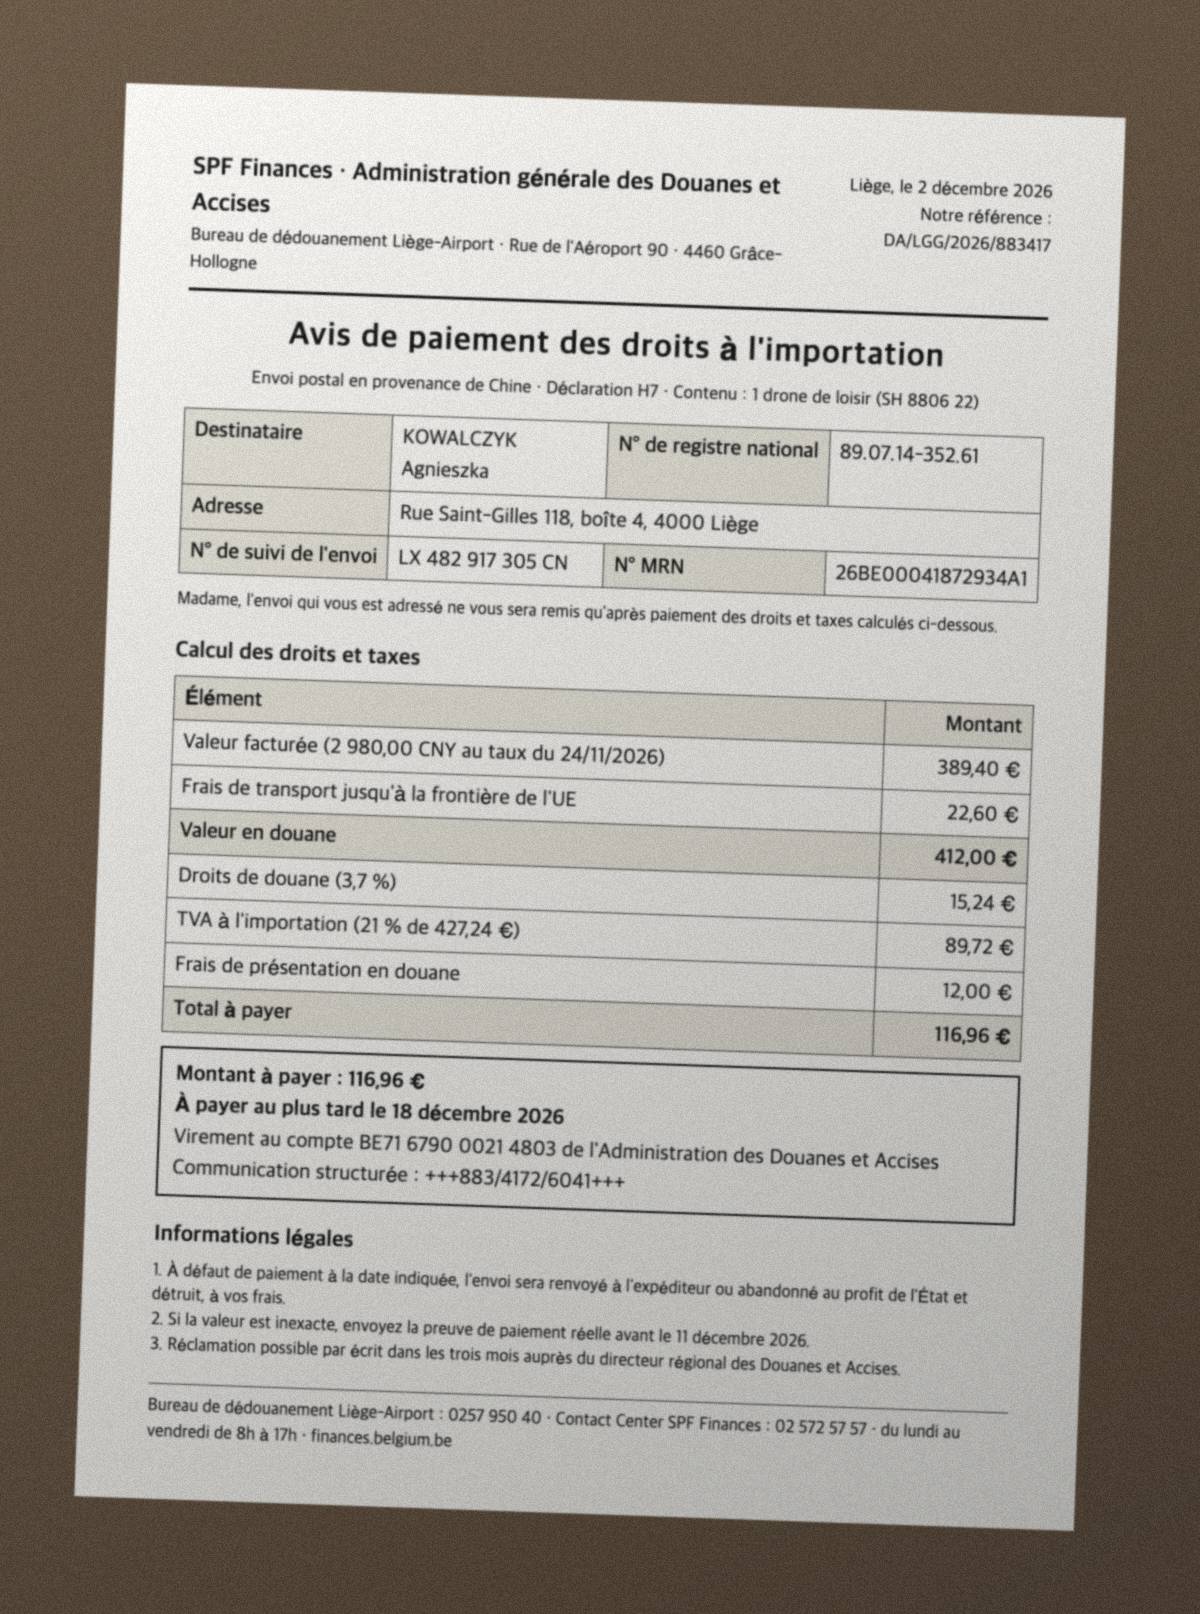 SPF Finances · Administration générale des Douanes et
Accises
Bureau de dédouanement Liège-Airport · Rue de l'Aéroport 90 · 4460 Grâce-
Hollogne
Liège, le 2 décembre 2026
Notre référence :
DA/LGG/2026/883417
Avis de paiement des droits à l'importation
Envoi postal en provenance de Chine · Déclaration H7 · Contenu : 1 drone de loisir (SH 8806 22)
Destinataire
KOWALCZYK
Agnieszka
N° de registre national
89.07.14-352.61
Adresse
Rue Saint-Gilles 118, boîte 4, 4000 Liège
N° de suivi de l'envoi
LX 482 917 305 CN
N° MRN
26BE00041872934A1
Madame, l'envoi qui vous est adressé ne vous sera remis qu'après paiement des droits et taxes calculés ci-dessous.
Calcul des droits et taxes
Élément
Montant
Valeur facturée (2 980,00 CNY au taux du 24/11/2026)
389,40 €
Frais de transport jusqu'à la frontière de l'UE
22,60 €
Valeur en douane
412,00 €
Droits de douane (3,7 %)
15,24 €
TVA à l'importation (21 % de 427,24 €)
89,72 €
Frais de présentation en douane
12,00 €
Total à payer
116,96 €
Montant à payer : 116,96 €
À payer au plus tard le 18 décembre 2026
Virement au compte BE71 6790 0021 4803 de l'Administration des Douanes et Accises
Communication structurée : +++883/4172/6041+++
Informations légales
1. À défaut de paiement à la date indiquée, l'envoi sera renvoyé à l'expéditeur ou abandonné au profit de l'État et
détruit, à vos frais.
2. Si la valeur est inexacte, envoyez la preuve de paiement réelle avant le 11 décembre 2026.
3. Réclamation possible par écrit dans les trois mois auprès du directeur régional des Douanes et Accises.
Bureau de dédouanement Liège-Airport : 0257 950 40 · Contact Center SPF Finances : 02 572 57 57 · du lundi au
vendredi de 8h à 17h · finances.belgium.be